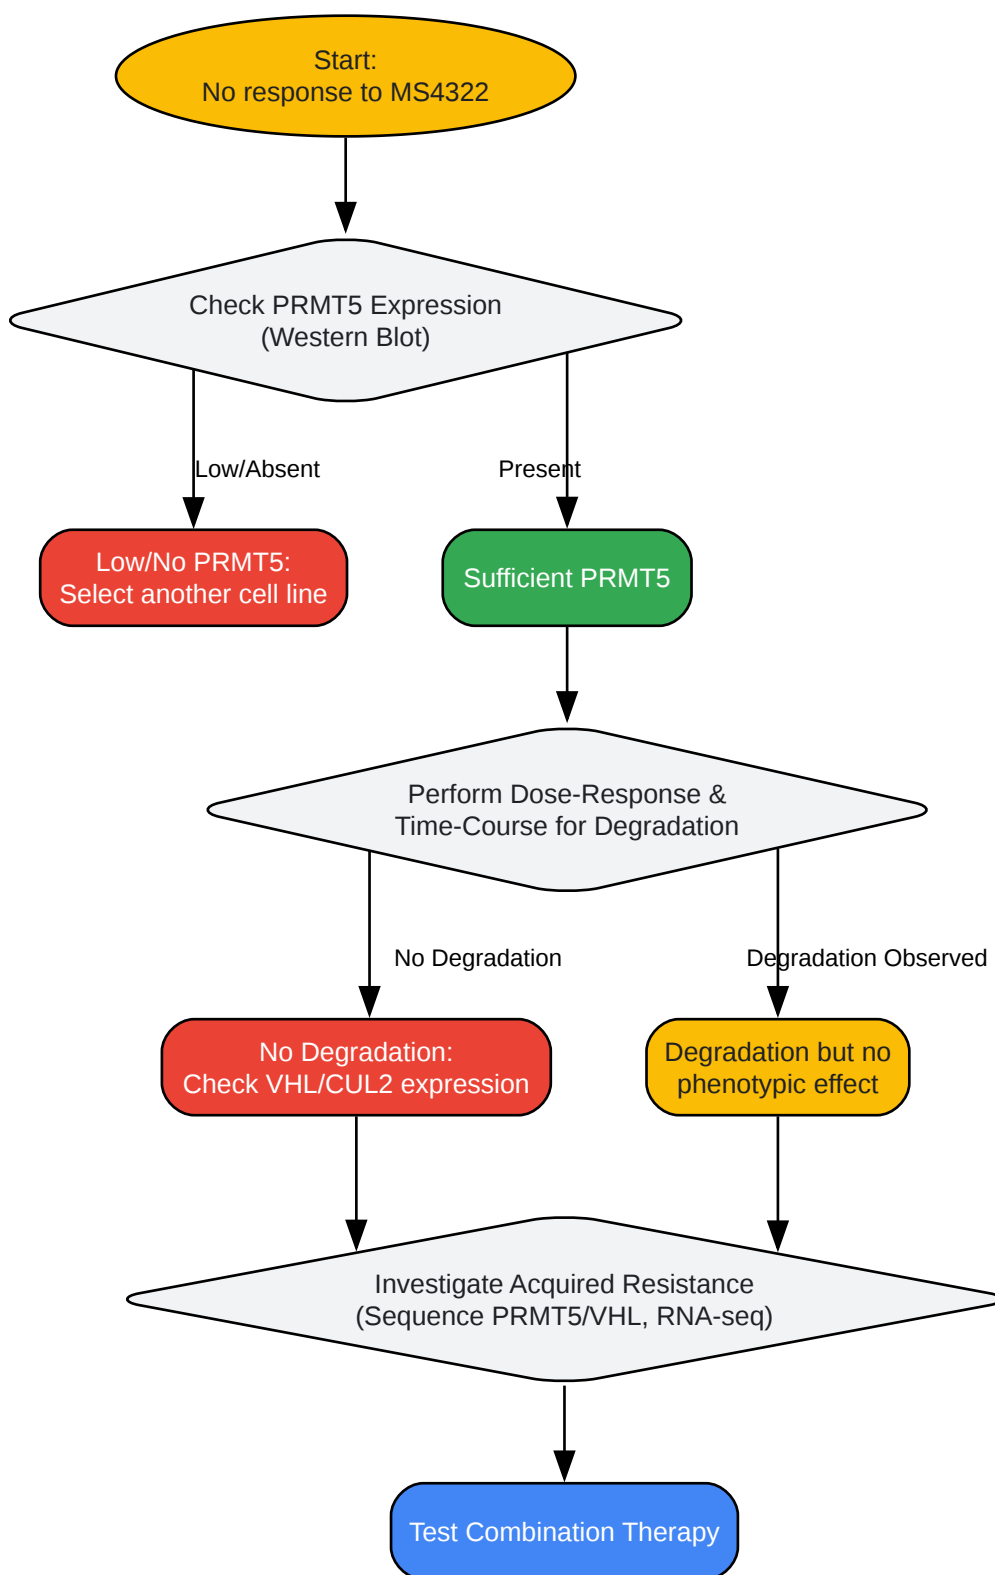 Start:
No response to MS4322
Check PRMT5 Expression
(Western Blot)
Low/Absent
Present
Low/No PRMT5:
Select another cell line
Sufficient PRMT5
Perform Dose-Response &
Time-Course for Degradation
No Degradation
Degradation Observed
No Degradation:
Check VHL/CUL2 expression
Degradation but no
phenotypic effect
Investigate Acquired Resistance
(Sequence PRMT5/VHL, RNA-seq)
Test Combination Therapy